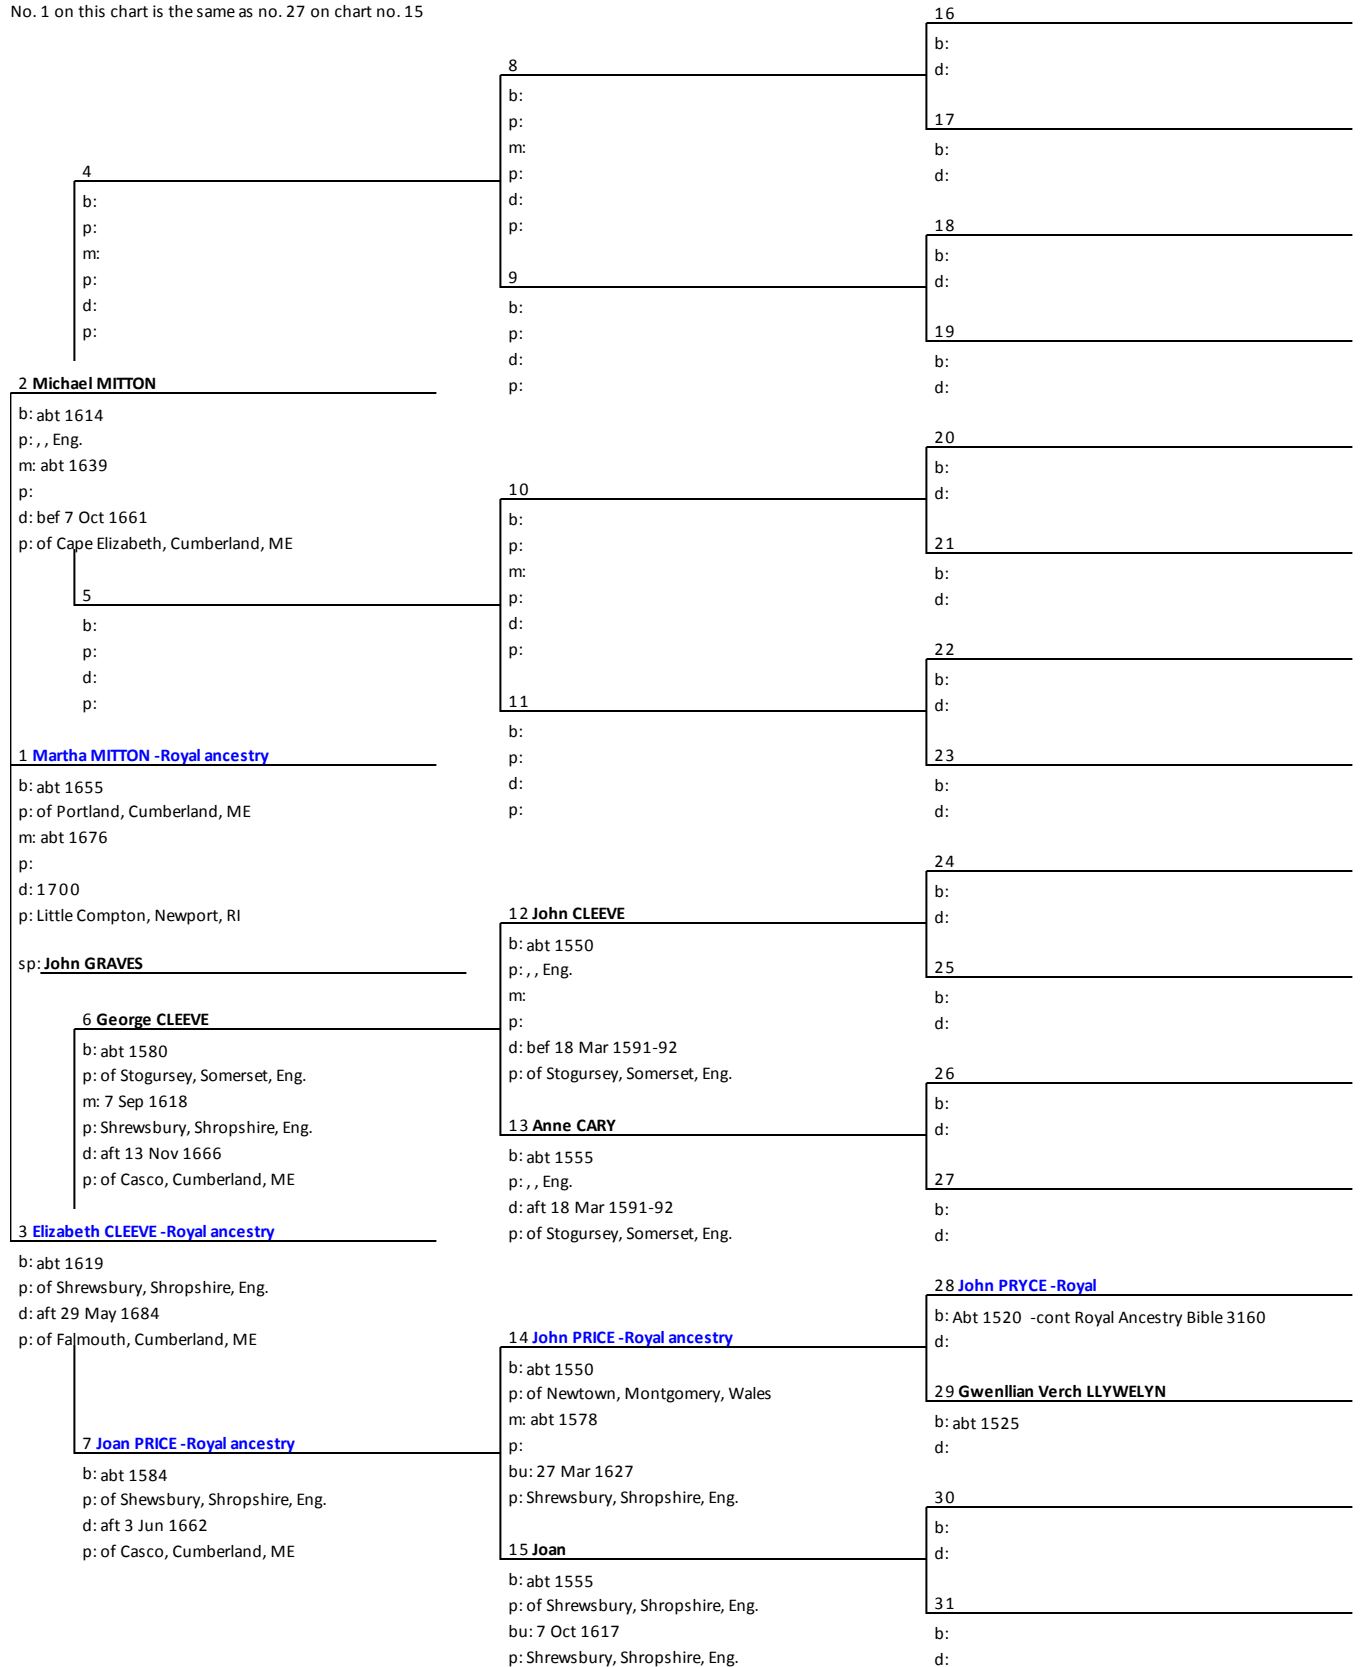 No. 1 on this chart is the same as no. 27 on chart no. 15
16
b:
d:
8
b:
p:
m:
p:
d:
p:
17
b:
d:
4
b:
p:
m:
p:
d:
p:
18
b:
d:
9
b:
p:
d:
p:
19
b:
d:
2 Michael MITTON
b: abt 1614
p: , , Eng.
m: abt 1639
p:
d: bef 7 Oct 1661
p: of Cape Elizabeth, Cumberland, ME
20
b:
d:
10
b:
p:
m:
p:
d:
p:
21
b:
d:
5
b:
p:
d:
p:
22
b:
d:
11
b:
p:
d:
p:
23
b:
d:
1 Martha MITTON -Royal ancestry
b: abt 1655
p: of Portland, Cumberland, ME
m: abt 1676
p:
d: 1700
p: Little Compton, Newport, RI
sp: John GRAVES
24
b:
d:
12 John CLEEVE
b: abt 1550
p: , , Eng.
m:
p:
d: bef 18 Mar 1591-92
p: of Stogursey, Somerset, Eng.
25
b:
d:
6 George CLEEVE
b: abt 1580
p: of Stogursey, Somerset, Eng.
m: 7 Sep 1618
p: Shrewsbury, Shropshire, Eng.
d: aft 13 Nov 1666
p: of Casco, Cumberland, ME
26
b:
d:
13 Anne CARY
b: abt 1555
p: , , Eng.
d: aft 18 Mar 1591-92
p: of Stogursey, Somerset, Eng.
27
b:
d:
3 Elizabeth CLEEVE -Royal ancestry
b: abt 1619
p: of Shrewsbury, Shropshire, Eng.
d: aft 29 May 1684
p: of Falmouth, Cumberland, ME
28 John PRYCE -Royal
b: Abt 1520 -cont Royal Ancestry Bible 3160
d:
14 John PRICE -Royal ancestry
b: abt 1550
p: of Newtown, Montgomery, Wales
m: abt 1578
p:
bu: 27 Mar 1627
p: Shrewsbury, Shropshire, Eng.
29 Gwenllian Verch LLYWELYN
b: abt 1525
d:
7 Joan PRICE -Royal ancestry
b: abt 1584
p: of Shewsbury, Shropshire, Eng.
d: aft 3 Jun 1662
p: of Casco, Cumberland, ME
30
b:
d:
15 Joan
b: abt 1555
p: of Shrewsbury, Shropshire, Eng.
bu: 7 Oct 1617
p: Shrewsbury, Shropshire, Eng.
31
b:
d: